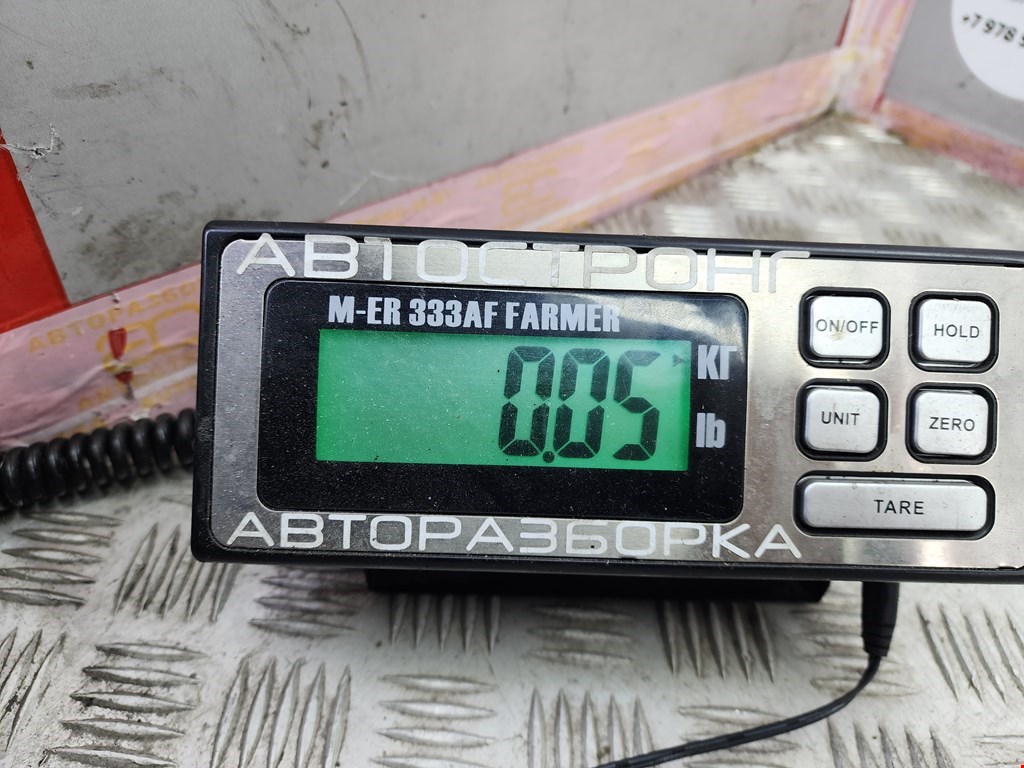 +7 978
АВТОСТРОНГ
M-ER 333AF FARMER
0.05
КГ
lb
ON/OFF
HOLD
UNIT
ZERO
TARE
АВТОРАЗБОРКА